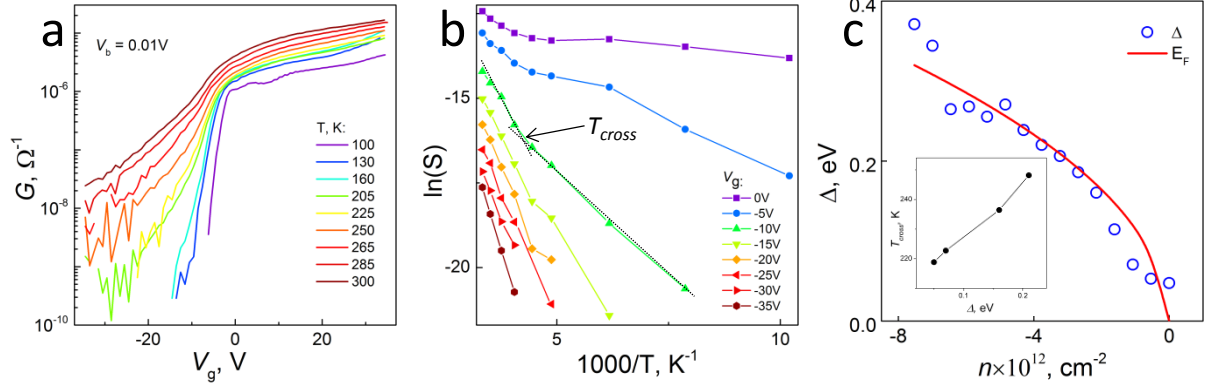 a
V_b = 0.01V
G, Ω⁻¹
10⁻⁴
10⁻⁶
10⁻⁸
10⁻¹⁰
-20
0
20
V_g, V
T, K:
100
130
160
205
225
250
265
285
300
b
ln(S)
-15
-20
5
10
1000/T, K⁻¹
T_cross
V_g:
0V
-5V
-10V
-15V
-20V
-25V
-30V
-35V
c
Δ, eV
0.4
0.2
0.0
-8
-4
0
n×10¹², cm⁻²
Δ
E_F
T_cross, K
240
220
0.1
0.2
Δ, eV